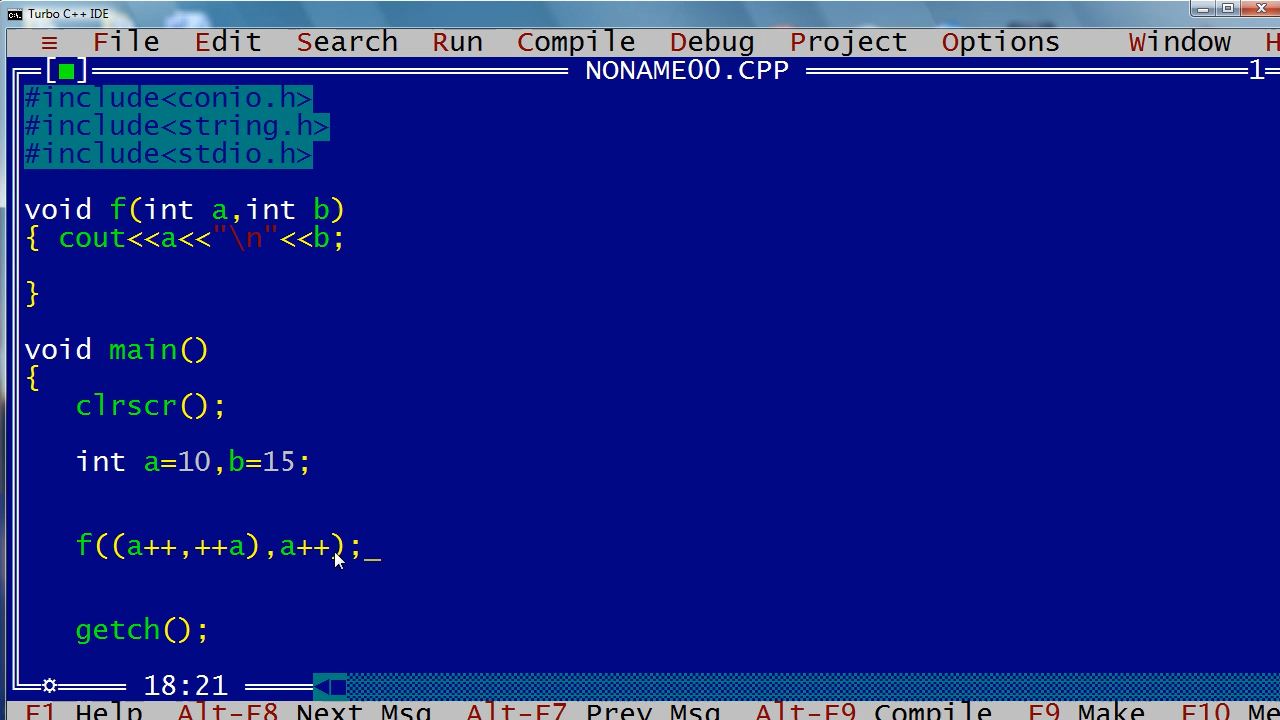 Turbo C++ IDE
≡ File Edit Search Run Compile Debug Project Options Window H
[■] NONAME00.CPP 1
#include<conio.h>
#include<string.h>
#include<stdio.h>
void f(int a,int b)
{ cout<<a<<"\n"<<b;
}
void main()
{
clrscr();
int a=10,b=15;
f((a++,++a),a++);_
getch();
18:21
F1 Help Alt-F8 Next Msg Alt-F7 Prev Msg Alt-F9 Compile F9 Make F10 Me